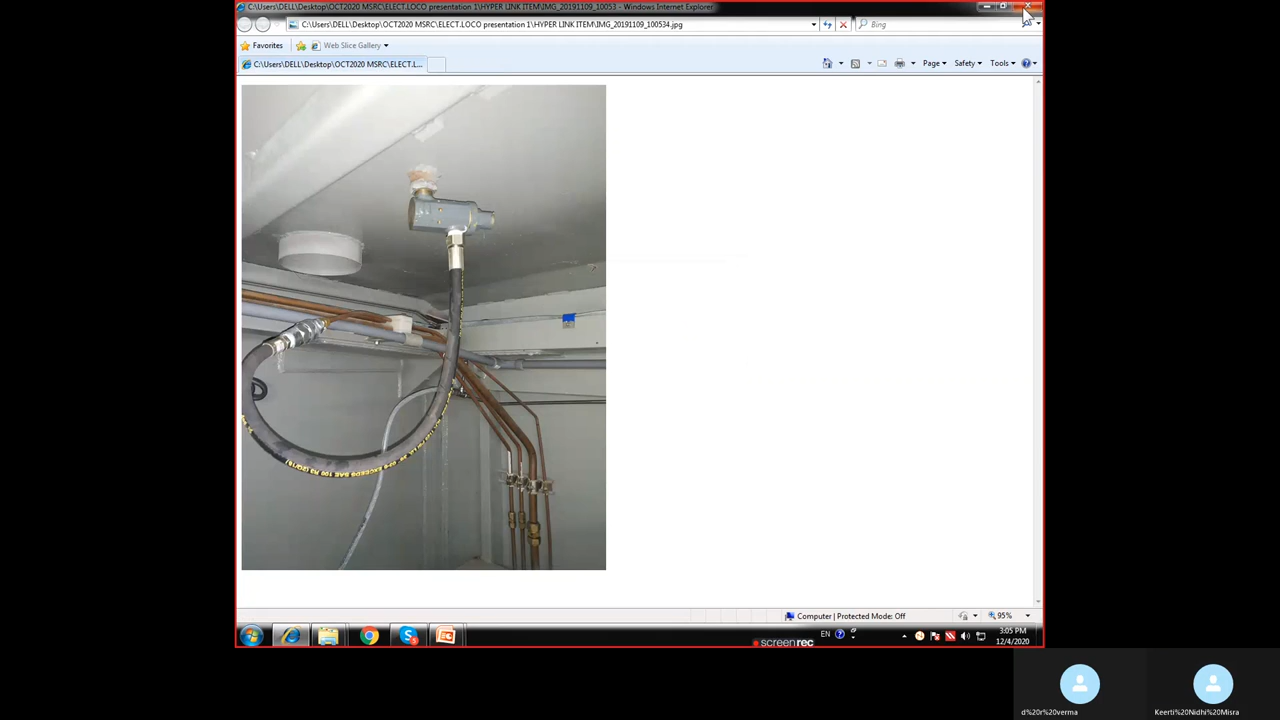 C:\Users\DELL\Desktop\OCT2020 MSRC\ELECT.LOCO presentation 1\HYPER LINK ITEM\IMG_20191109_10053 - Windows Internet Explorer
C:\Users\DELL\Desktop\OCT2020 MSRC\ELECT.LOCO presentation 1\HYPER LINK ITEM\IMG_20191109_100534.jpg
Bing
Favorites
Web Slice Gallery
C:\Users\DELL\Desktop\OCT2020 MSRC\ELECT.L...
Page
Safety
Tools
Computer | Protected Mode: Off
95%
EN
3:05 PM
12/4/2020
screenrec
d%20r%20verma
Keerti%20Nidhi%20Misra